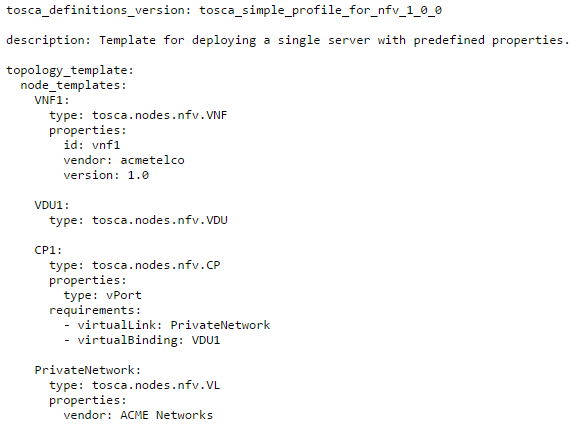 tosca_definitions_version: tosca_simple_profile_for_nfv_1_0_0

description: Template for deploying a single server with predefined properties.

topology_template:
  node_templates:
    VNF1:
      type: tosca.nodes.nfv.VNF
      properties:
        id: vnf1
        vendor: acmetelco
        version: 1.0

    VDU1:
      type: tosca.nodes.nfv.VDU

    CP1:
      type: tosca.nodes.nfv.CP
      properties:
        type: vPort
      requirements:
        - virtualLink: PrivateNetwork
        - virtualBinding: VDU1

    PrivateNetwork:
      type: tosca.nodes.nfv.VL
      properties:
        vendor: ACME Networks